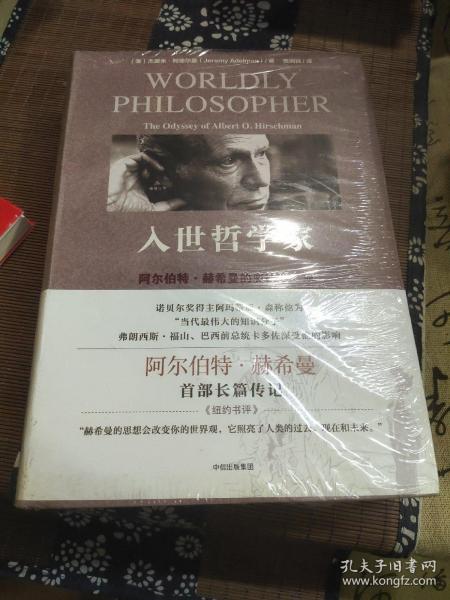 （美）杰里米·阿德尔曼（Jeremy Adelman）/著
WORLDLY
PHILOSOPHER
The Odyssey of Albert O. Hirschman
入世哲学家
阿尔伯特·赫希曼的
诺贝尔奖得主阿玛蒂亚·森称他为
“当代最伟大的知识分子”
弗朗西斯·福山、巴西前总统卡多佐深受他的影响
阿尔伯特·赫希曼
首部长篇传记
《纽约书评》
“赫希曼的思想会改变你的世界观，它照亮了人类的过去、现在和未来。”
中信出版集团
孔夫子旧书网
www.kongfz.com